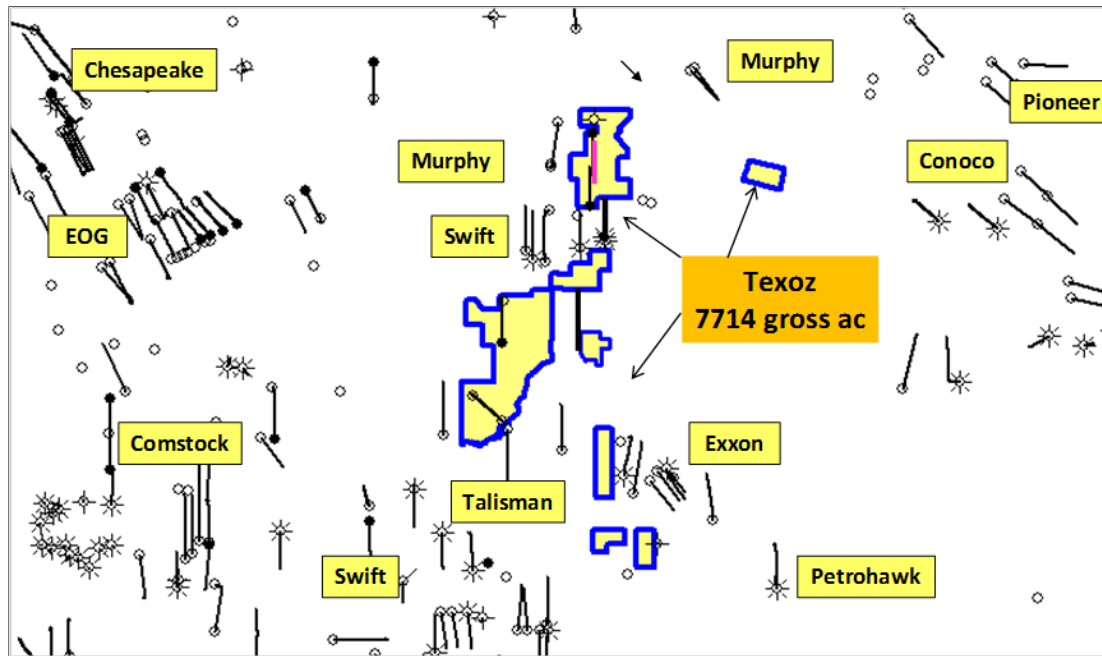 Chesapeake
Murphy
Pioneer
Murphy
Conoco
EOG
Swift
Texoz
7714 gross ac
Comstock
Exxon
Talisman
Swift
Petrohawk